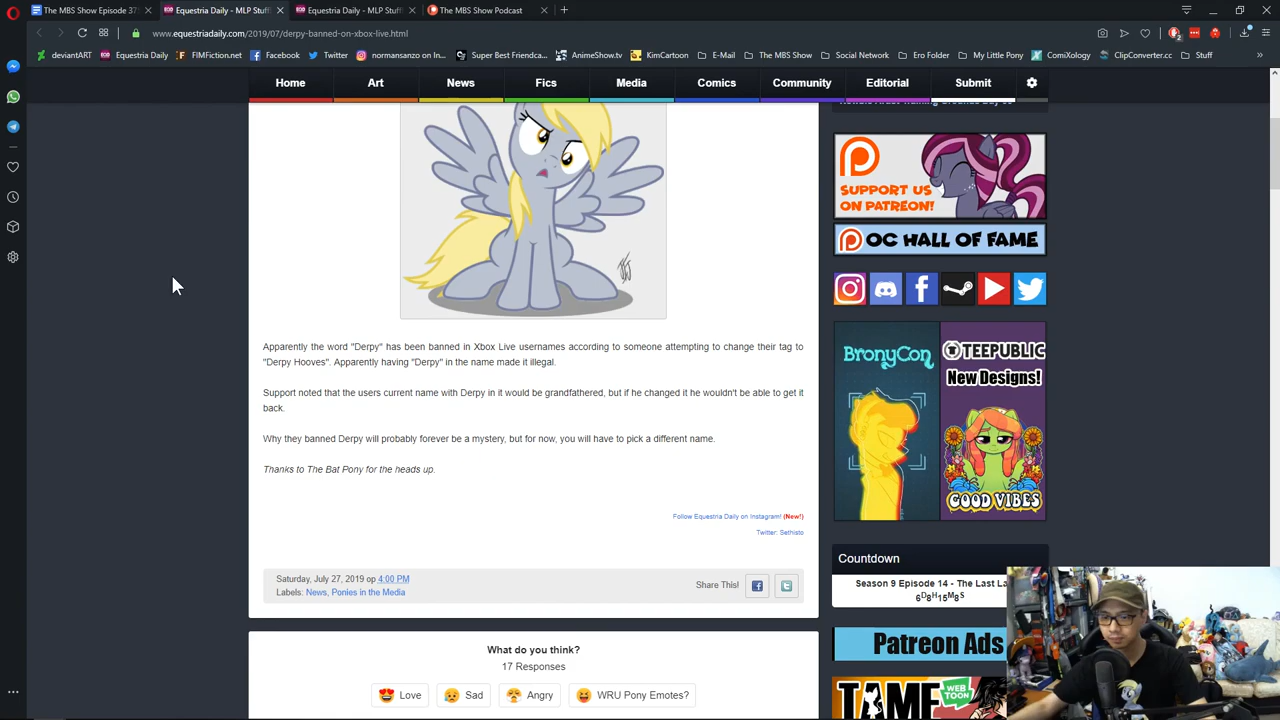 The MBS Show Episode 37
Equestria Daily - MLP Stuff
Equestria Daily - MLP Stuff
The MBS Show Podcast
www.equestriadaily.com/2019/07/derpy-banned-on-xbox-live.html
deviantART
Equestria Daily
FIMFiction.net
Facebook
Twitter
normansanzo on In...
Super Best Friendca...
AnimeShow.tv
KimCartoon
E-Mail
The MBS Show
Social Network
Ero Folder
My Little Pony
ComiXology
ClipConverter.cc
Stuff
Home
Art
News
Fics
Media
Comics
Community
Editorial
Submit
SUPPORT US
ON PATREON!
OC HALL OF FAME
BronyCon
TEEPUBLIC
New Designs!
GOOD VIBES
Apparently the word "Derpy" has been banned in Xbox Live usernames according to someone attempting to change their tag to
"Derpy Hooves". Apparently having "Derpy" in the name made it illegal.
Support noted that the users current name with Derpy in it would be grandfathered, but if he changed it he wouldn't be able to get it
back.
Why they banned Derpy will probably forever be a mystery, but for now, you will have to pick a different name.
Thanks to The Bat Pony for the heads up.
Follow Equestria Daily on Instagram! (New!)
Twitter: Sethisto
Saturday, July 27, 2019 op 4:00 PM
Labels: News, Ponies in the Media
Share This!
Countdown
Season 9 Episode 14 - The Last La
6D8H15M8S
Patreon Ads
TAME
WEB
TOON
What do you think?
17 Responses
Love
Sad
Angry
WRU Pony Emotes?